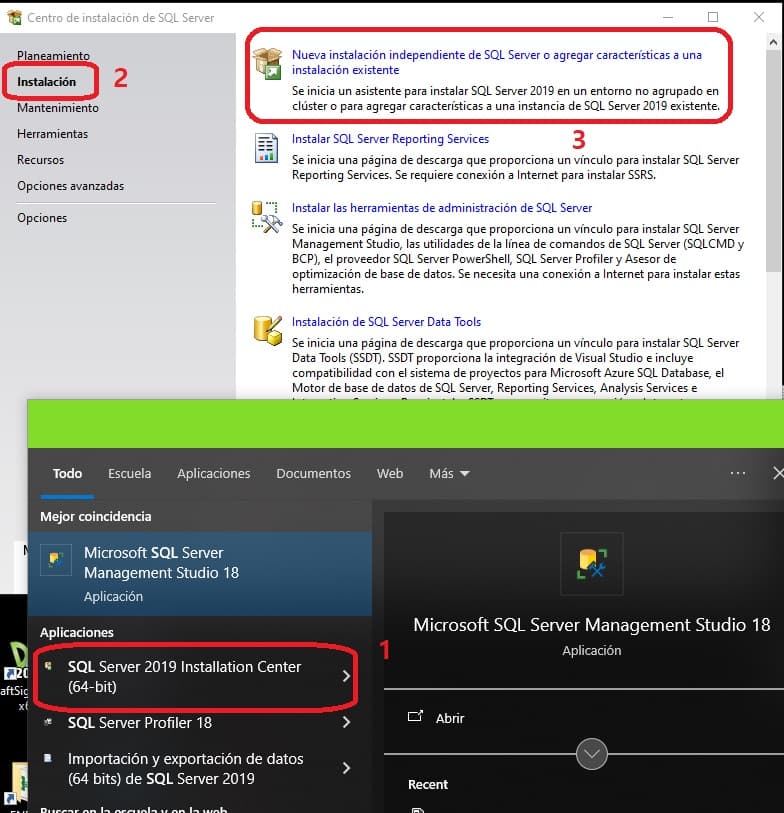 Centro de instalación de SQL Server
Planeamiento
Instalación
2
Mantenimiento
Herramientas
Recursos
Opciones avanzadas
Opciones
Nueva instalación independiente de SQL Server o agregar características a una
instalación existente
Se inicia un asistente para instalar SQL Server 2019 en un entorno no agrupado en
clúster o para agregar características a una instancia de SQL Server 2019 existente.
3
Instalar SQL Server Reporting Services
Se inicia una página de descarga que proporciona un vínculo para instalar SQL Server
Reporting Services. Se requiere conexión a Internet para instalar SSRS.
Instalar las herramientas de administración de SQL Server
Se inicia una página de descarga que proporciona un vínculo para instalar SQL Server
Management Studio, las utilidades de la línea de comandos de SQL Server (SQLCMD y
BCP), el proveedor SQL Server PowerShell, SQL Server Profiler y Asesor de
optimización de base de datos. Se necesita una conexión a Internet para instalar estas
herramientas.
Instalación de SQL Server Data Tools
Se inicia una página de descarga que proporciona un vínculo para instalar SQL Server
Data Tools (SSDT). SSDT proporciona la integración de Visual Studio e incluye
compatibilidad con el sistema de proyectos para Microsoft Azure SQL Database, el
Motor de base de datos de SQL Server, Reporting Services, Analysis Services e
Todo Escuela Aplicaciones Documentos Web Más
Mejor coincidencia
Microsoft SQL Server
Management Studio 18
Aplicación
Aplicaciones
SQL Server 2019 Installation Center
(64-bit)
1
SQL Server Profiler 18
Importación y exportación de datos
(64 bits) de SQL Server 2019
Buscar en la escuela y en la web
Microsoft SQL Server Management Studio 18
Aplicación
Abrir
Recent